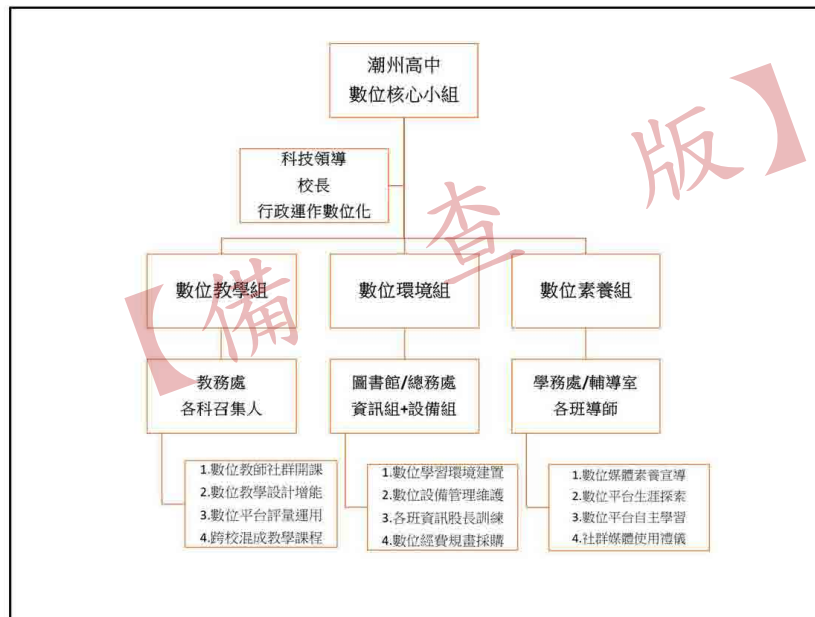 潮州高中
數位核心小組
科技領導
校長
行政運作數位化
數位教學組
數位環境組
數位素養組
教務處
各科召集人
圖書館/總務處
資訊組+設備組
學務處/輔導室
各班導師
1.數位教師社群開課
2.數位教學設計增能
3.數位平台評量運用
4.跨校混成教學課程
1.數位學習環境建置
2.數位設備管理維護
3.各班資訊股長訓練
4.數位經費規畫採購
1.數位媒體素養宣導
2.數位平台生涯探索
3.數位平台自主學習
4.社群媒體使用禮儀
【備查版】